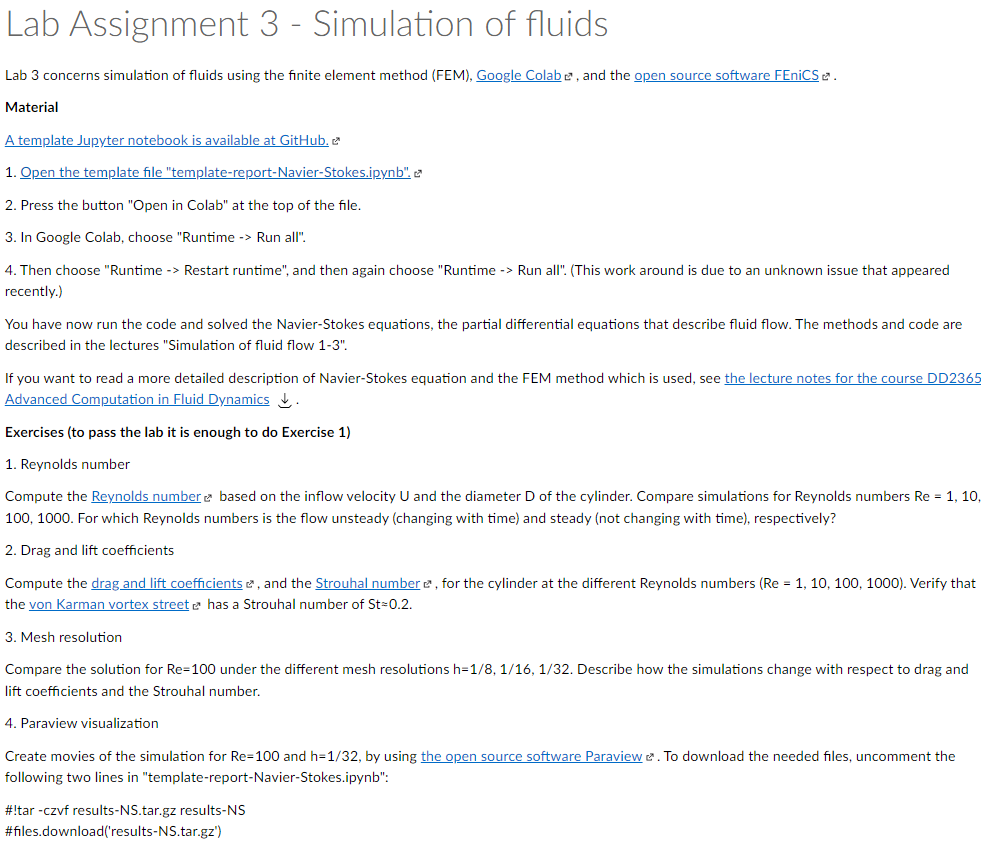 Lab Assignment 3 - Simulation of fluids
Lab 3 concerns simulation of fluids using the finite element method (FEM), Google Colab, and the open source software FEniCS.
Material
A template Jupyter notebook is available at GitHub.
1. Open the template file "template-report-Navier-Stokes.ipynb".
2. Press the button "Open in Colab" at the top of the file.
3. In Google Colab, choose "Runtime -> Run all".
4. Then choose "Runtime -> Restart runtime", and then again choose "Runtime -> Run all". (This work around is due to an unknown issue that appeared
recently.)
You have now run the code and solved the Navier-Stokes equations, the partial differential equations that describe fluid flow. The methods and code are
described in the lectures "Simulation of fluid flow 1-3".
If you want to read a more detailed description of Navier-Stokes equation and the FEM method which is used, see the lecture notes for the course DD2365
Advanced Computation in Fluid Dynamics .
Exercises (to pass the lab it is enough to do Exercise 1)
1. Reynolds number
Compute the Reynolds number based on the inflow velocity U and the diameter D of the cylinder. Compare simulations for Reynolds numbers Re = 1, 10,
100, 1000. For which Reynolds numbers is the flow unsteady (changing with time) and steady (not changing with time), respectively?
2. Drag and lift coefficients
Compute the drag and lift coefficients, and the Strouhal number, for the cylinder at the different Reynolds numbers (Re = 1, 10, 100, 1000). Verify that
the von Karman vortex street has a Strouhal number of St≈0.2.
3. Mesh resolution
Compare the solution for Re=100 under the different mesh resolutions h=1/8, 1/16, 1/32. Describe how the simulations change with respect to drag and
lift coefficients and the Strouhal number.
4. Paraview visualization
Create movies of the simulation for Re=100 and h=1/32, by using the open source software Paraview. To download the needed files, uncomment the
following two lines in "template-report-Navier-Stokes.ipynb":
#!tar -czvf results-NS.tar.gz results-NS
#files.download('results-NS.tar.gz')